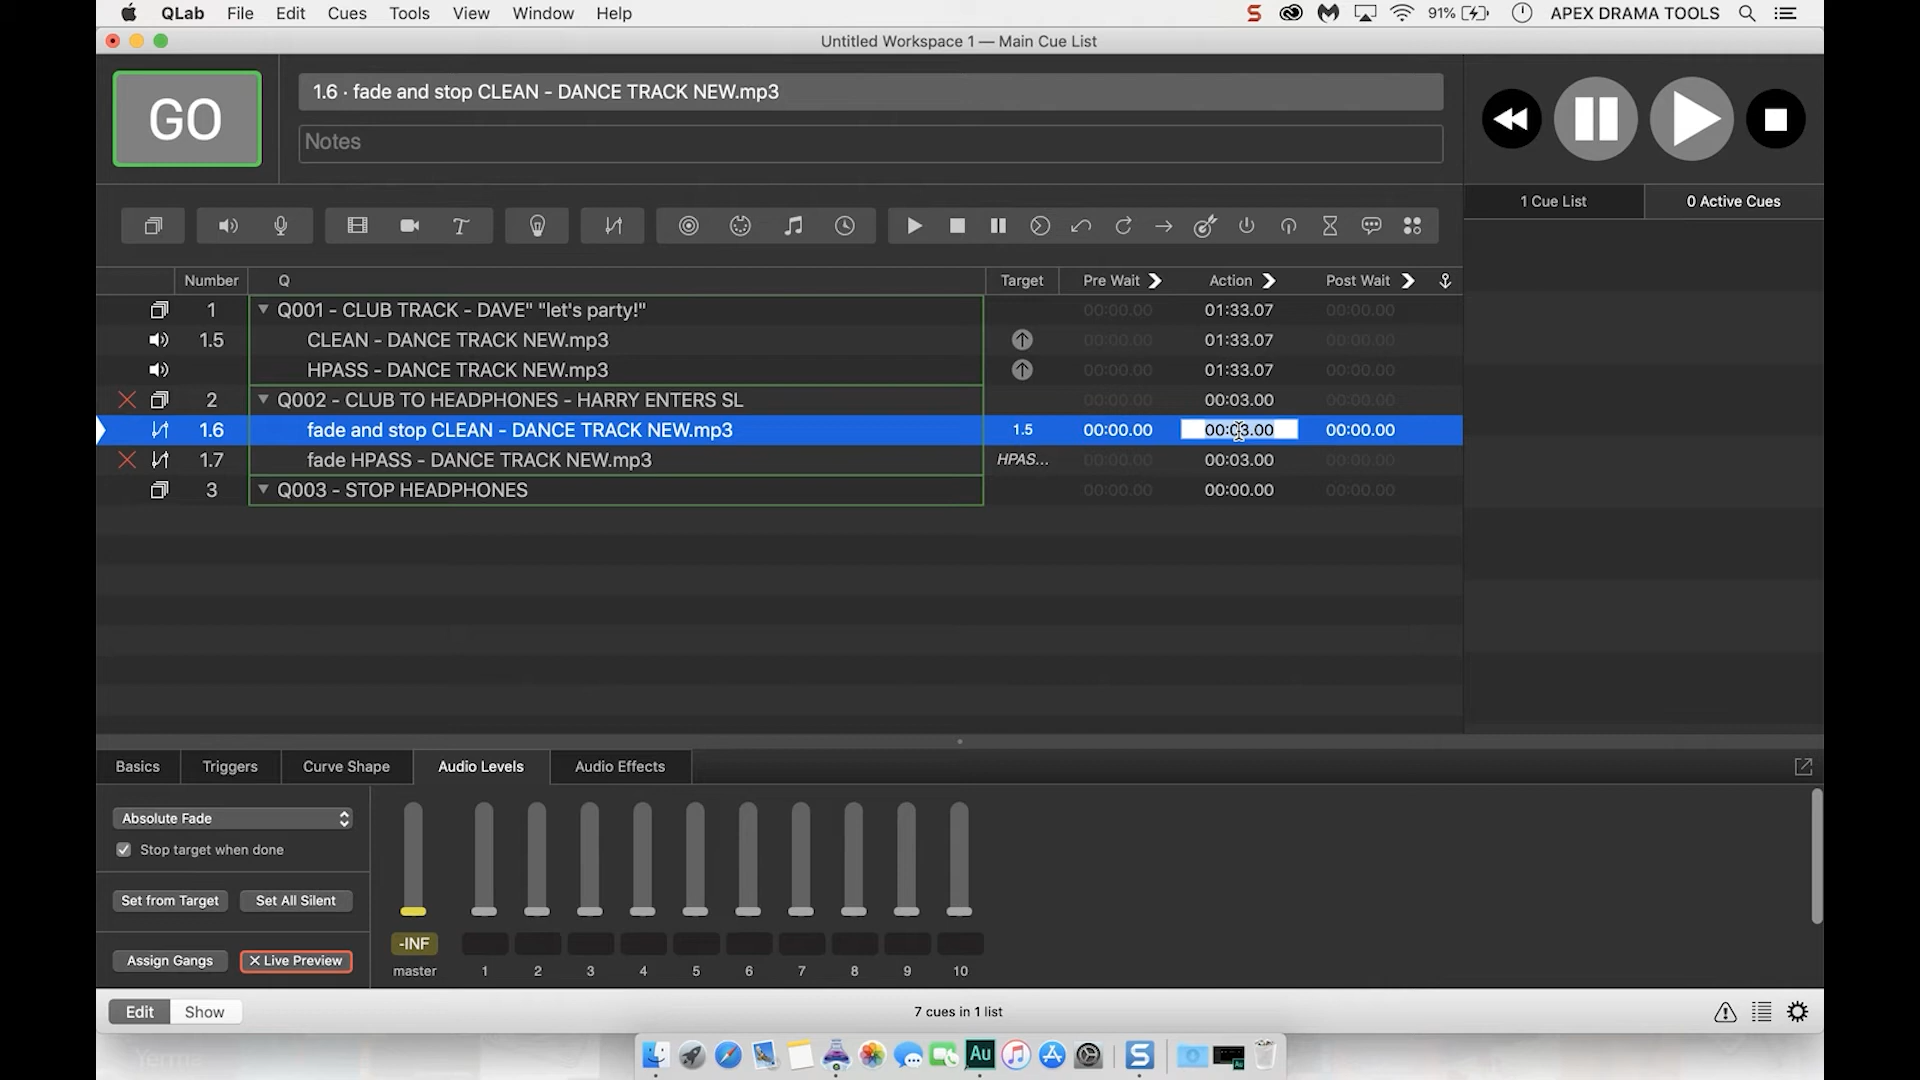 QLab File Edit Cues Tools View Window Help 91% APEX DRAMA TOOLS
Untitled Workspace 1 — Main Cue List
GO
1.6 · fade and stop CLEAN - DANCE TRACK NEW.mp3
Notes
1 Cue List 0 Active Cues
Number Q Target Pre Wait Action Post Wait
1 Q001 - CLUB TRACK - DAVE" "let's party!" 00:00.00 01:33.07 00:00.00
1.5 CLEAN - DANCE TRACK NEW.mp3 00:00.00 01:33.07 00:00.00
HPASS - DANCE TRACK NEW.mp3 00:00.00 01:33.07 00:00.00
2 Q002 - CLUB TO HEADPHONES - HARRY ENTERS SL 00:00.00 00:03.00 00:00.00
1.6 fade and stop CLEAN - DANCE TRACK NEW.mp3 1.5 00:00.00 00:03.00 00:00.00
1.7 fade HPASS - DANCE TRACK NEW.mp3 HPAS... 00:00.00 00:03.00 00:00.00
3 Q003 - STOP HEADPHONES 00:00.00 00:00.00 00:00.00
Basics Triggers Curve Shape Audio Levels Audio Effects
Absolute Fade
Stop target when done
Set from Target Set All Silent
-INF
Assign Gangs X Live Preview
master 1 2 3 4 5 6 7 8 9 10
Edit Show 7 cues in 1 list
Yerma
Au